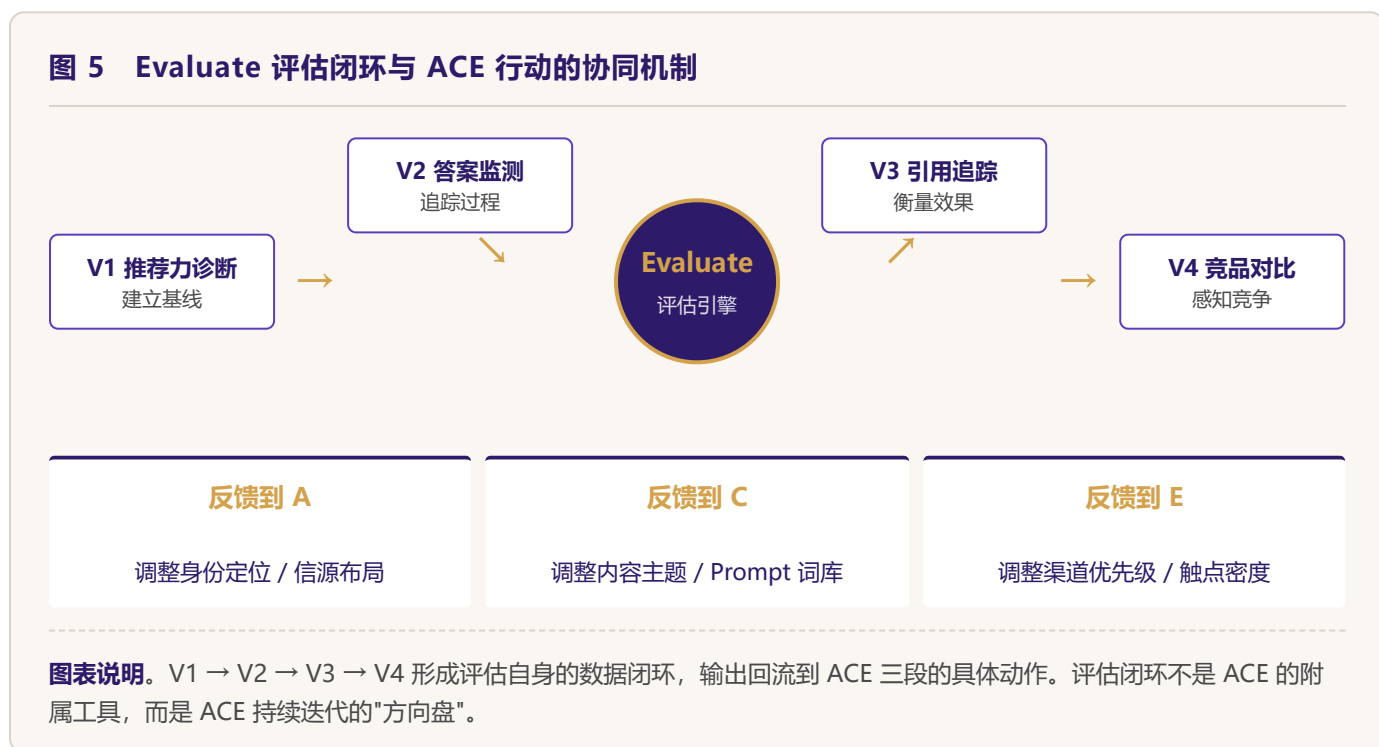 图 5 Evaluate 评估闭环与 ACE 行动的协同机制
V1 推荐力诊断
建立基线
→
V2 答案监测
追踪过程
↘
Evaluate
评估引擎
↗
V3 引用追踪
衡量效果
→
V4 竞品对比
感知竞争
反馈到 A
调整身份定位 / 信源布局
反馈到 C
调整内容主题 / Prompt 词库
反馈到 E
调整渠道优先级 / 触点密度
图表说明。V1 → V2 → V3 → V4 形成评估自身的数据闭环，输出回流到 ACE 三段的具体动作。评估闭环不是 ACE 的附
属工具，而是 ACE 持续迭代的"方向盘"。